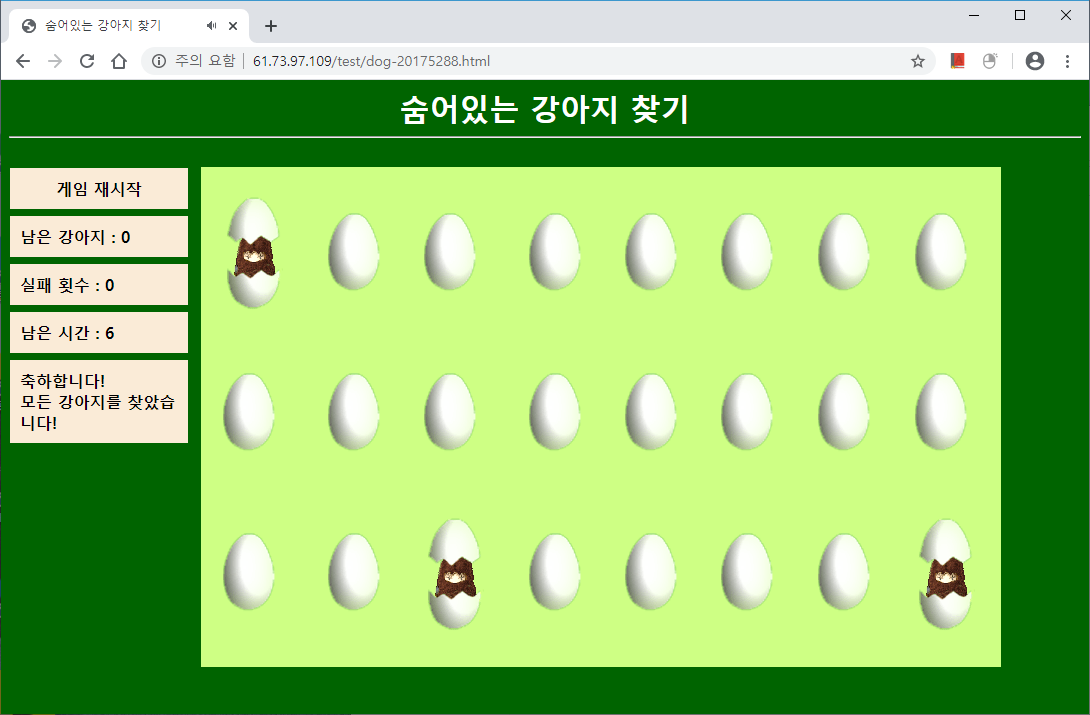 숨어있는 강아지 찾기
주의 요함 | 61.73.97.109/test/dog-20175288.html
숨어있는 강아지 찾기
게임 재시작
남은 강아지 : 0
실패 횟수 : 0
남은 시간 : 6
축하합니다!
모든 강아지를 찾았습
니다!